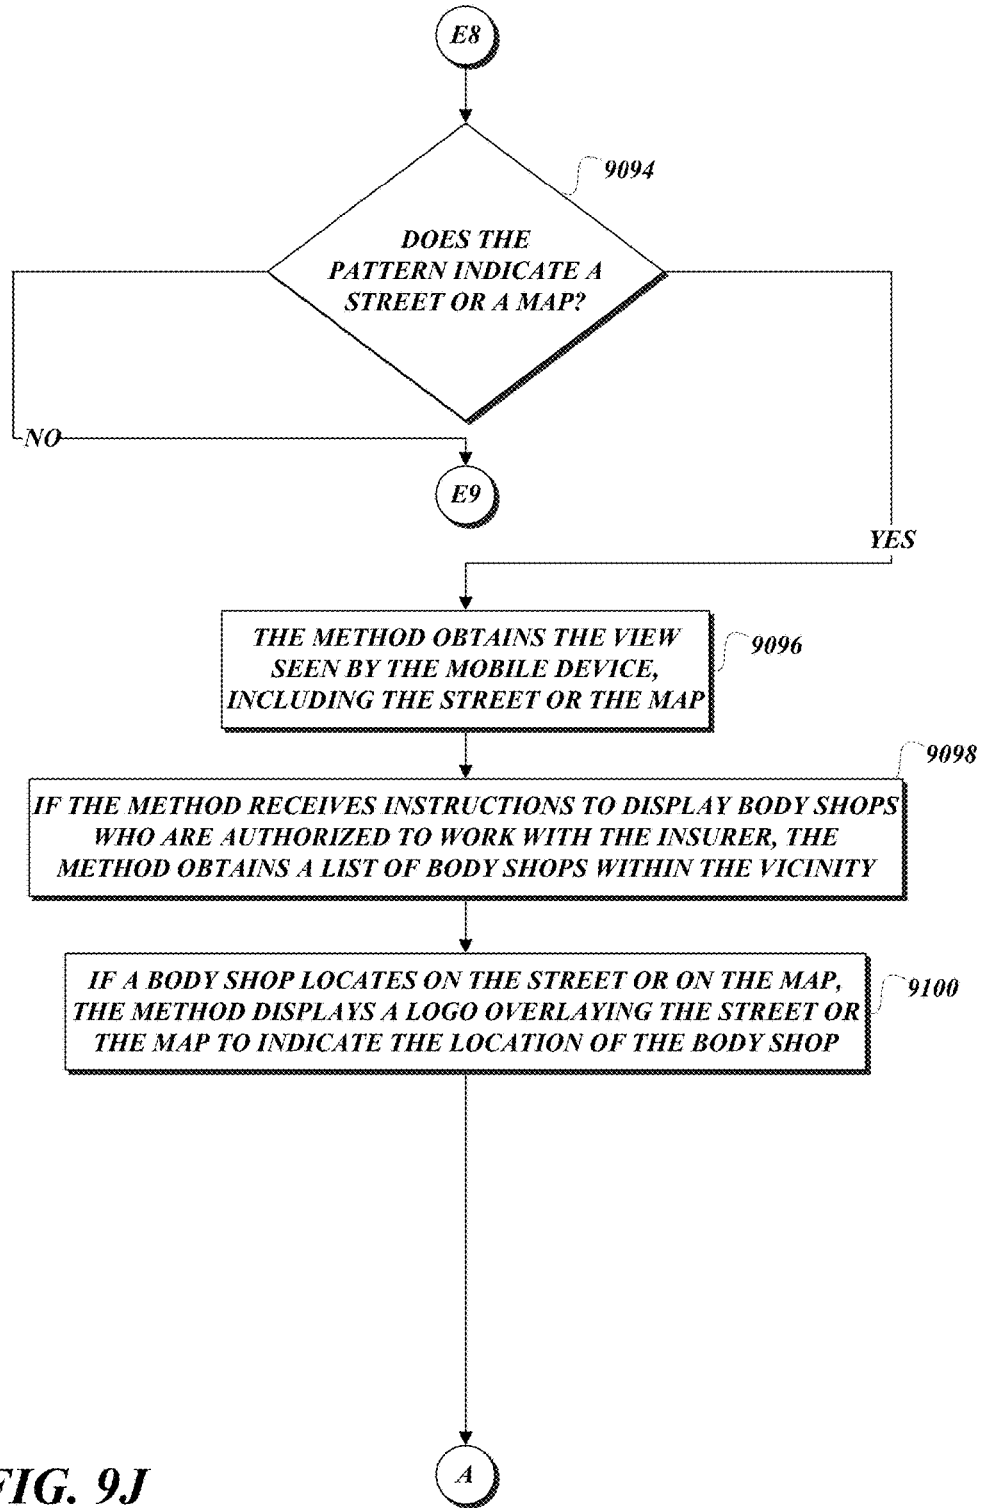 E8
9094
DOES THE
PATTERN INDICATE A
STREET OR A MAP?
NO
E9
YES
THE METHOD OBTAINS THE VIEW
SEEN BY THE MOBILE DEVICE,
INCLUDING THE STREET OR THE MAP
9096
9098
IF THE METHOD RECEIVES INSTRUCTIONS TO DISPLAY BODY SHOPS
WHO ARE AUTHORIZED TO WORK WITH THE INSURER, THE
METHOD OBTAINS A LIST OF BODY SHOPS WITHIN THE VICINITY
IF A BODY SHOP LOCATES ON THE STREET OR ON THE MAP,
THE METHOD DISPLAYS A LOGO OVERLAYING THE STREET OR
THE MAP TO INDICATE THE LOCATION OF THE BODY SHOP
9100
A
FIG. 9J